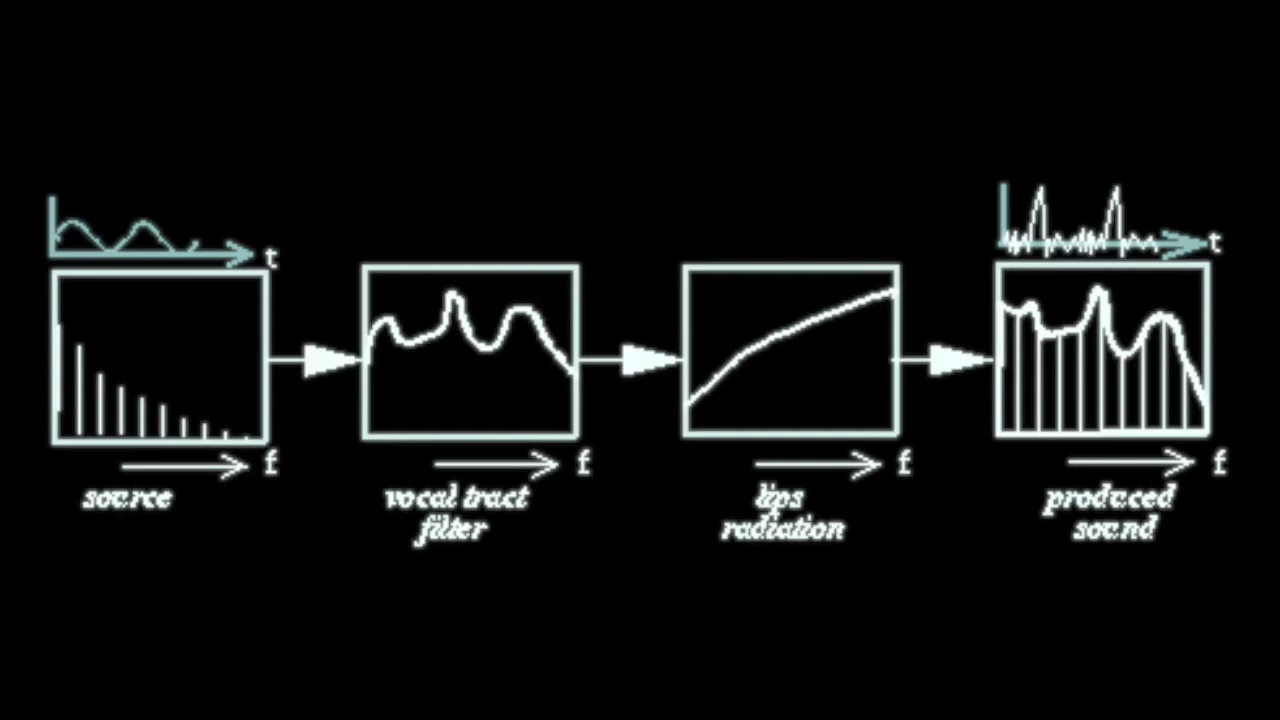 t
t
f
f
f
f
source
vocal tract
filter
lips
radiation
produced
sound